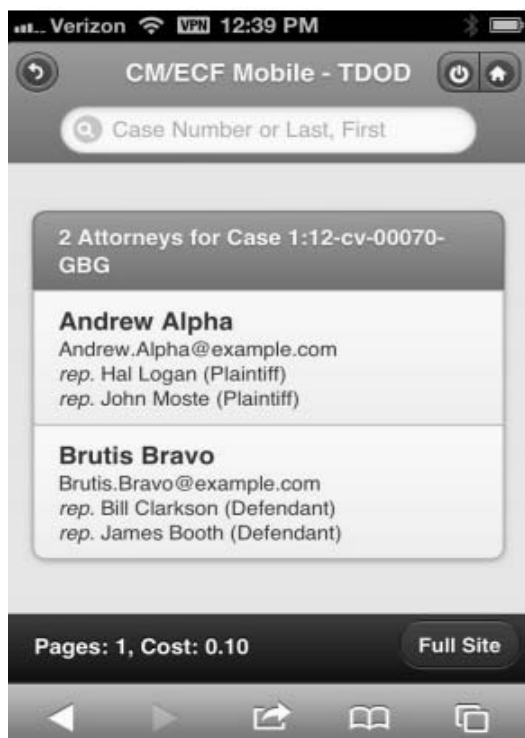 Verizon VPN 12:39 PM
CM/ECF Mobile - TDOD
Case Number or Last, First
2 Attorneys for Case 1:12-cv-00070-
GBG
Andrew Alpha
Andrew.Alpha@example.com
rep. Hal Logan (Plaintiff)
rep. John Moste (Plaintiff)
Brutis Bravo
Brutis.Bravo@example.com
rep. Bill Clarkson (Defendant)
rep. James Booth (Defendant)
Pages: 1, Cost: 0.10 Full Site